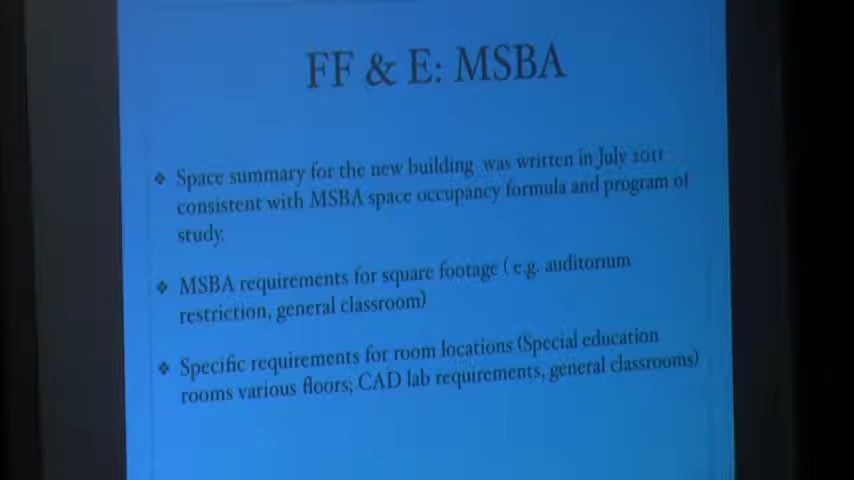 FF & E: MSBA
❖ Space summary for the new building was written in July 2011
consistent with MSBA space occupancy formula and program of
study.
❖ MSBA requirements for square footage ( e.g. auditorium
restriction, general classroom)
❖ Specific requirements for room locations (Special education
rooms various floors; CAD lab requirements, general classrooms)